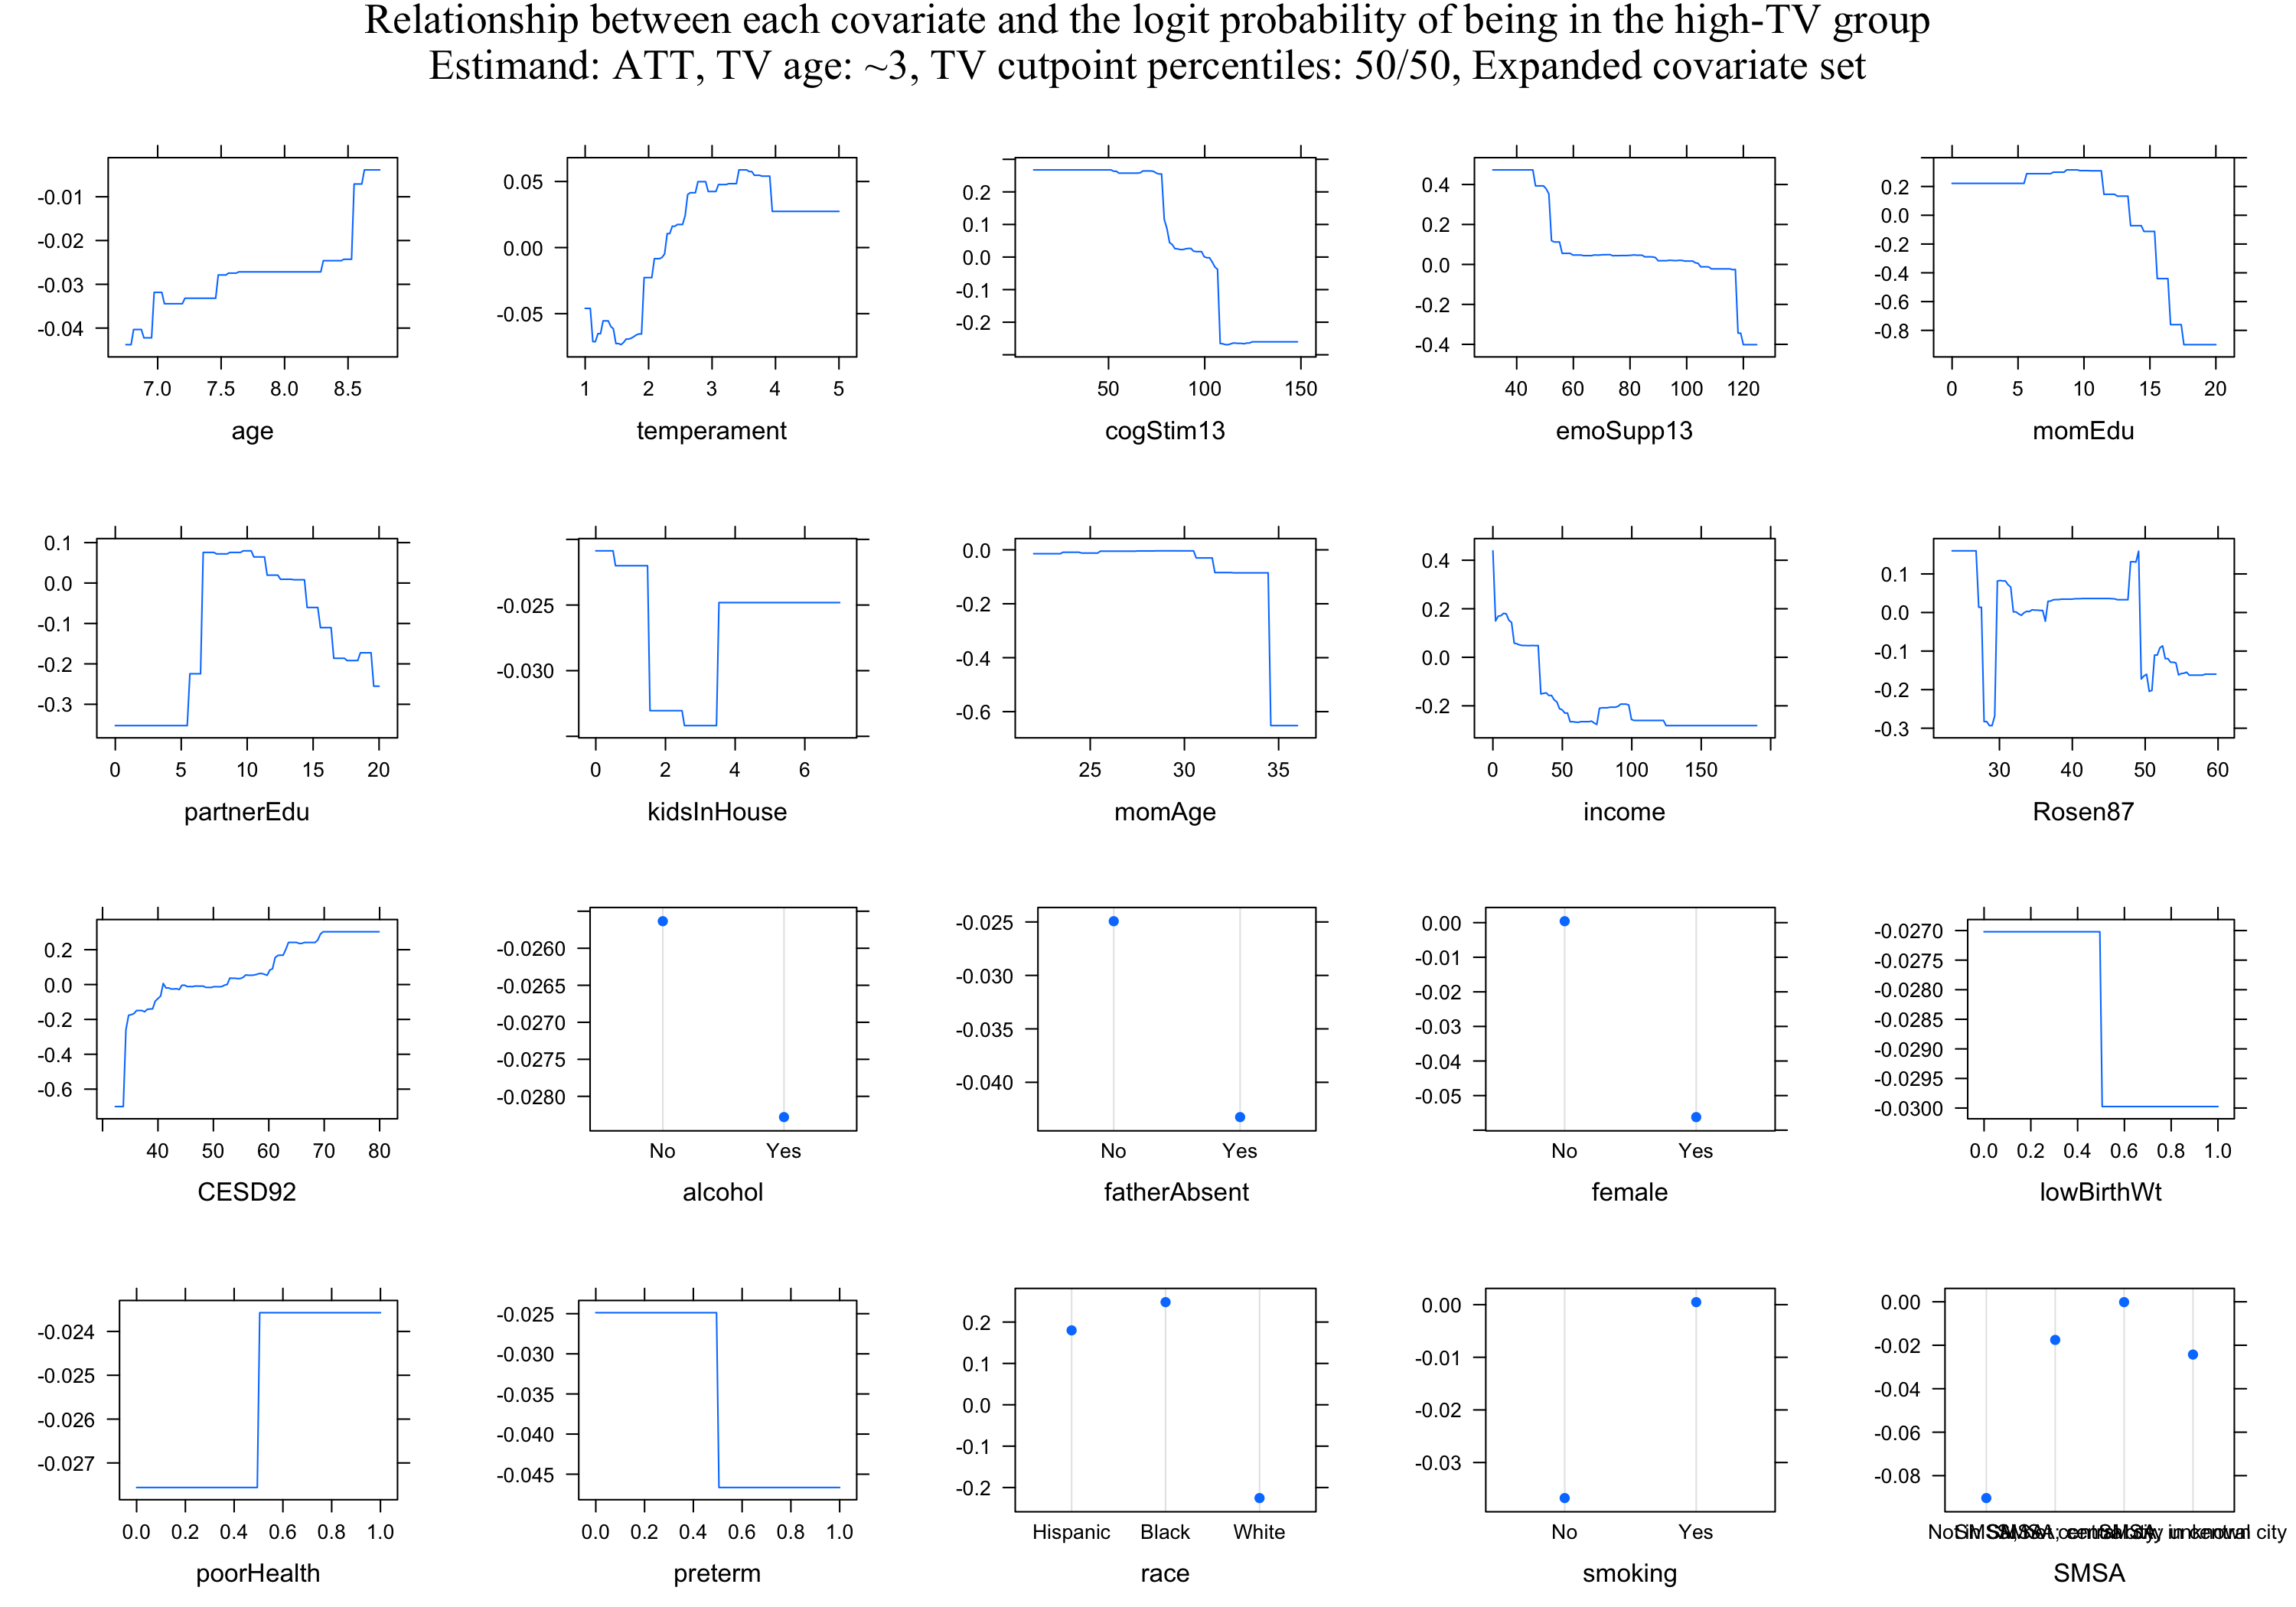 Relationship between each covariate and the logit probability of being in the high-TV group
Estimand: ATT, TV age: ~3, TV cutpoint percentiles: 50/50, Expanded covariate set
-0.01
-0.02
-0.03
-0.04
7.0 7.5 8.0 8.5
age
0.05
0.00
-0.05
1 2 3 4 5
temperament
0.2
0.1
0.0
-0.1
-0.2
50 100 150
cogStim13
0.4
0.2
0.0
-0.2
-0.4
40 60 80 100 120
emoSupp13
0.2
0.0
-0.2
-0.4
-0.6
-0.8
0 5 10 15 20
momEdu
0.1
0.0
-0.1
-0.2
-0.3
0 5 10 15 20
partnerEdu
-0.025
-0.030
0 2 4 6
kidsInHouse
0.0
-0.2
-0.4
-0.6
25 30 35
momAge
0.4
0.2
0.0
-0.2
0 50 100 150
income
0.1
0.0
-0.1
-0.2
-0.3
30 40 50 60
Rosen87
0.2
0.0
-0.2
-0.4
-0.6
40 50 60 70 80
CESD92
-0.0260
-0.0265
-0.0270
-0.0275
-0.0280
No Yes
alcohol
-0.025
-0.030
-0.035
-0.040
No Yes
fatherAbsent
0.00
-0.01
-0.02
-0.03
-0.04
-0.05
No Yes
female
-0.0270
-0.0275
-0.0280
-0.0285
-0.0290
-0.0295
-0.0300
0.0 0.2 0.4 0.6 0.8 1.0
lowBirthWt
-0.024
-0.025
-0.026
-0.027
0.0 0.2 0.4 0.6 0.8 1.0
poorHealth
-0.025
-0.030
-0.035
-0.040
-0.045
0.0 0.2 0.4 0.6 0.8 1.0
preterm
0.2
0.1
0.0
-0.1
-0.2
Hispanic Black White
race
0.00
-0.01
-0.02
-0.03
No Yes
smoking
0.00
-0.02
-0.04
-0.06
-0.08
SMSA